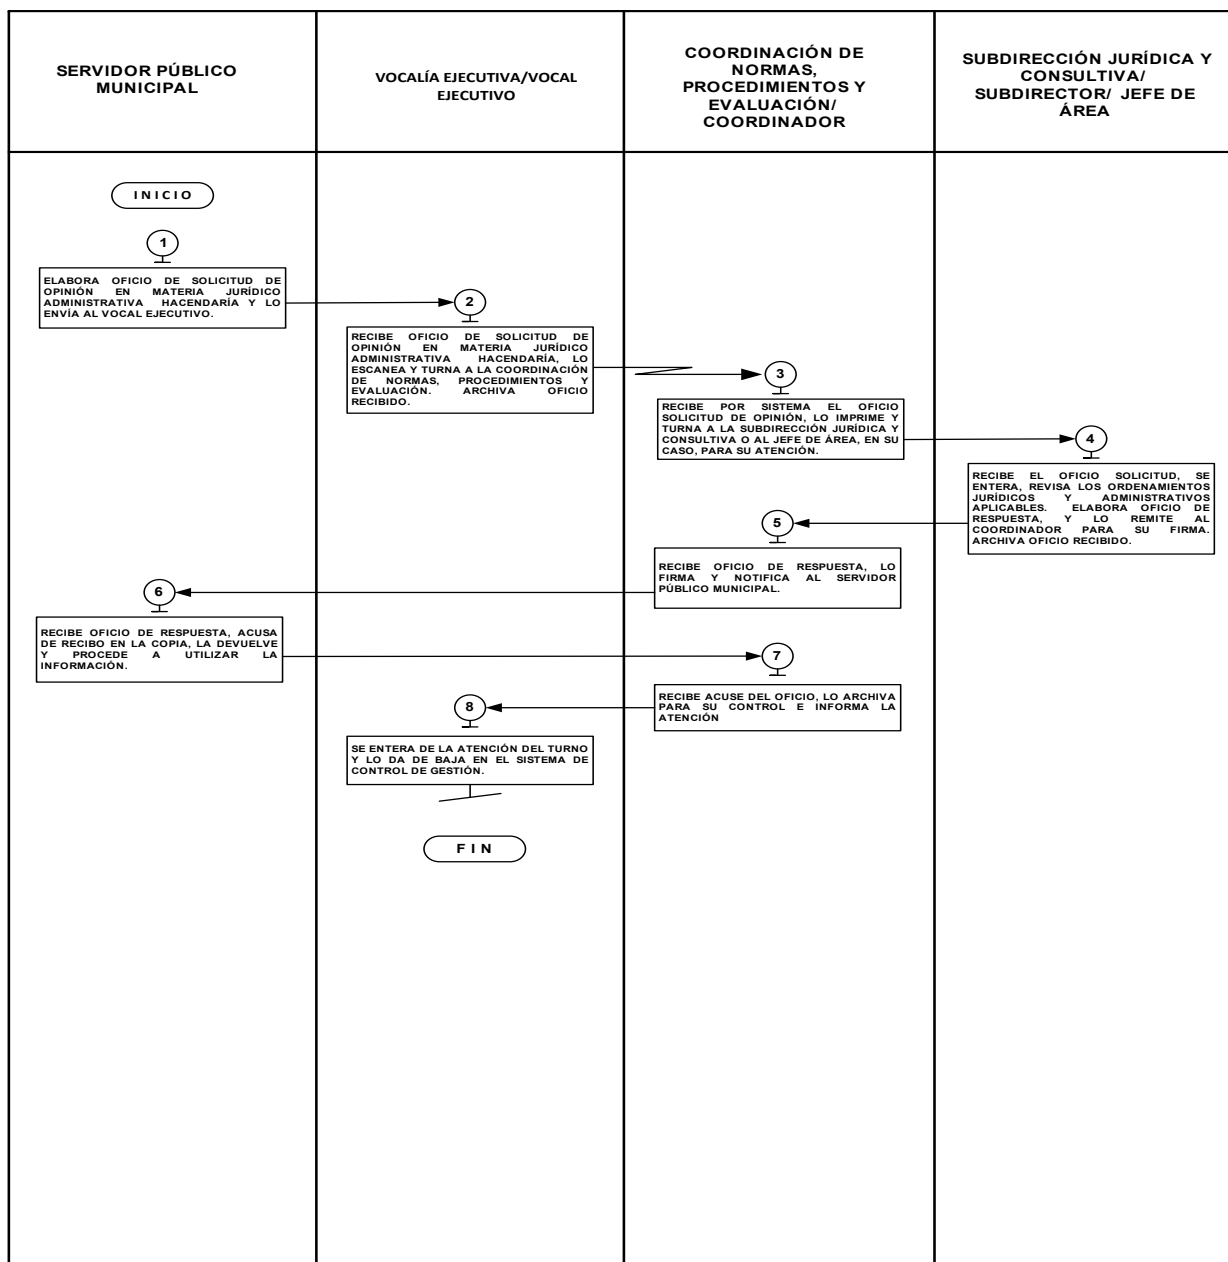 SERVIDOR PÚBLICO
MUNICIPAL
VOCALÍA EJECUTIVA/VOCAL
EJECUTIVO
COORDINACIÓN DE
NORMAS,
PROCEDIMIENTOS Y
EVALUACIÓN/
COORDINADOR
SUBDIRECCIÓN JURÍDICA Y
CONSULTIVA/
SUBDIRECTOR/ JEFE DE
ÁREA
INICIO
1
ELABORA OFICIO DE SOLICITUD DE
OPINIÓN EN MATERIA JURÍDICO
ADMINISTRATIVA HACENDARÍA Y LO
ENVÍA AL VOCAL EJECUTIVO.
2
RECIBE OFICIO DE SOLICITUD DE
OPINIÓN EN MATERIA JURÍDICO
ADMINISTRATIVA HACENDARÍA, LO
ESCANEA Y TURNA A LA COORDINACIÓN
DE NORMAS, PROCEDIMIENTOS Y
EVALUACIÓN. ARCHIVA OFICIO
RECIBIDO.
3
RECIBE POR SISTEMA EL OFICIO
SOLICITUD DE OPINIÓN, LO IMPRIME Y
TURNA A LA SUBDIRECCIÓN JURÍDICA Y
CONSULTIVA O AL JEFE DE ÁREA, EN SU
CASO, PARA SU ATENCIÓN.
4
RECIBE EL OFICIO SOLICITUD, SE
ENTERA, REVISA LOS ORDENAMIENTOS
JURÍDICOS Y ADMINISTRATIVOS
APLICABLES. ELABORA OFICIO DE
RESPUESTA, Y LO REMITE AL
COORDINADOR PARA SU FIRMA.
ARCHIVA OFICIO RECIBIDO.
5
RECIBE OFICIO DE RESPUESTA, LO
FIRMA Y NOTIFICA AL SERVIDOR
PÚBLICO MUNICIPAL.
6
RECIBE OFICIO DE RESPUESTA, ACUSA
DE RECIBO EN LA COPIA, LA DEVUELVE
Y PROCEDE A UTILIZAR LA
INFORMACIÓN.
7
RECIBE ACUSE DEL OFICIO, LO ARCHIVA
PARA SU CONTROL E INFORMA LA
ATENCIÓN
8
SE ENTERA DE LA ATENCIÓN DEL TURNO
Y LO DA DE BAJA EN EL SISTEMA DE
CONTROL DE GESTIÓN.
FIN